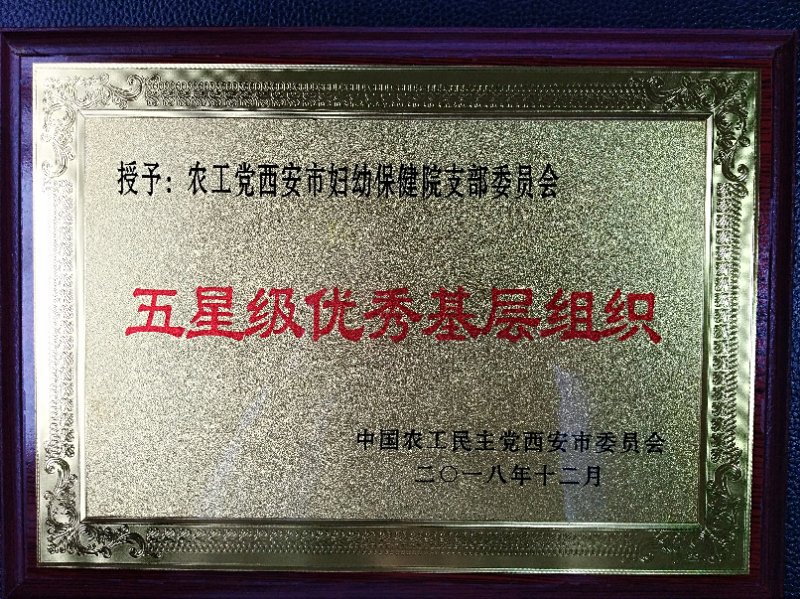 授予：农工党西安市妇幼保健院支部委员会
五星级优秀基层组织
中国农工民主党西安市委员会
二〇一八年十二月